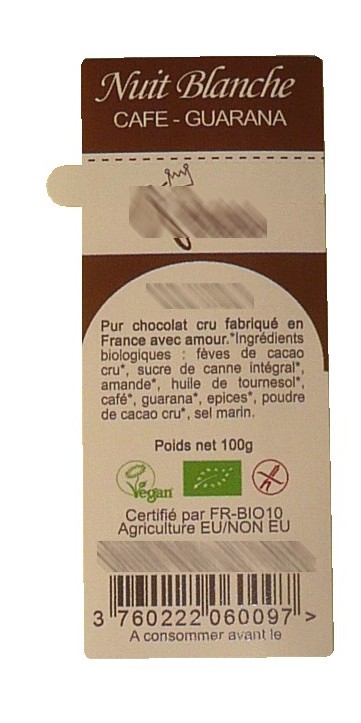 Nuit Blanche
CAFE - GUARANA
Pur chocolat cru fabriqué en
France avec amour.*Ingrédients
biologiques : fèves de cacao
cru*, sucre de canne intégral*,
amande*, huile de tournesol*,
café*, guarana*, epices*, poudre
de cacao cru*, sel marin.
Poids net 100g
Vegan
Certifié par FR-BIO10
Agriculture EU/NON EU
3 760222 060097 >
A consommer avant le